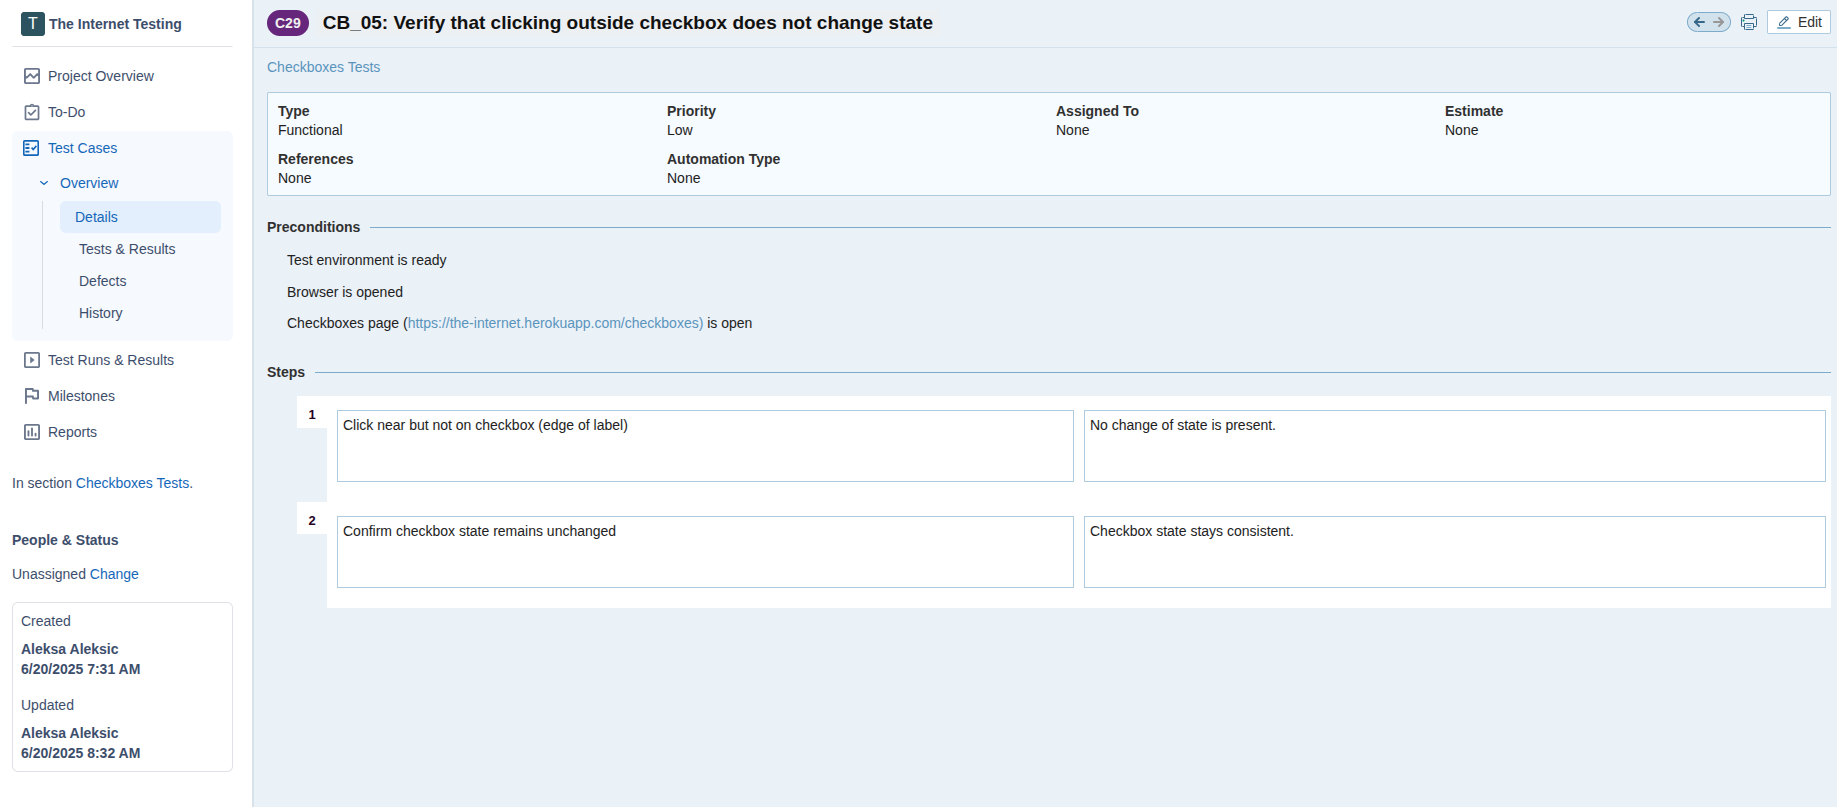 T The Internet Testing
Project Overview
To-Do
Test Cases
Overview
Details
Tests & Results
Defects
History
Test Runs & Results
Milestones
Reports
In section Checkboxes Tests.
People & Status
Unassigned Change
Created
Aleksa Aleksic
6/20/2025 7:31 AM
Updated
Aleksa Aleksic
6/20/2025 8:32 AM
C29 CB_05: Verify that clicking outside checkbox does not change state
Edit
Checkboxes Tests
Type Priority Assigned To Estimate
Functional Low None None
References Automation Type
None None
Preconditions
Test environment is ready
Browser is opened
Checkboxes page (https://the-internet.herokuapp.com/checkboxes) is open
Steps
1 Click near but not on checkbox (edge of label) No change of state is present.
2 Confirm checkbox state remains unchanged Checkbox state stays consistent.